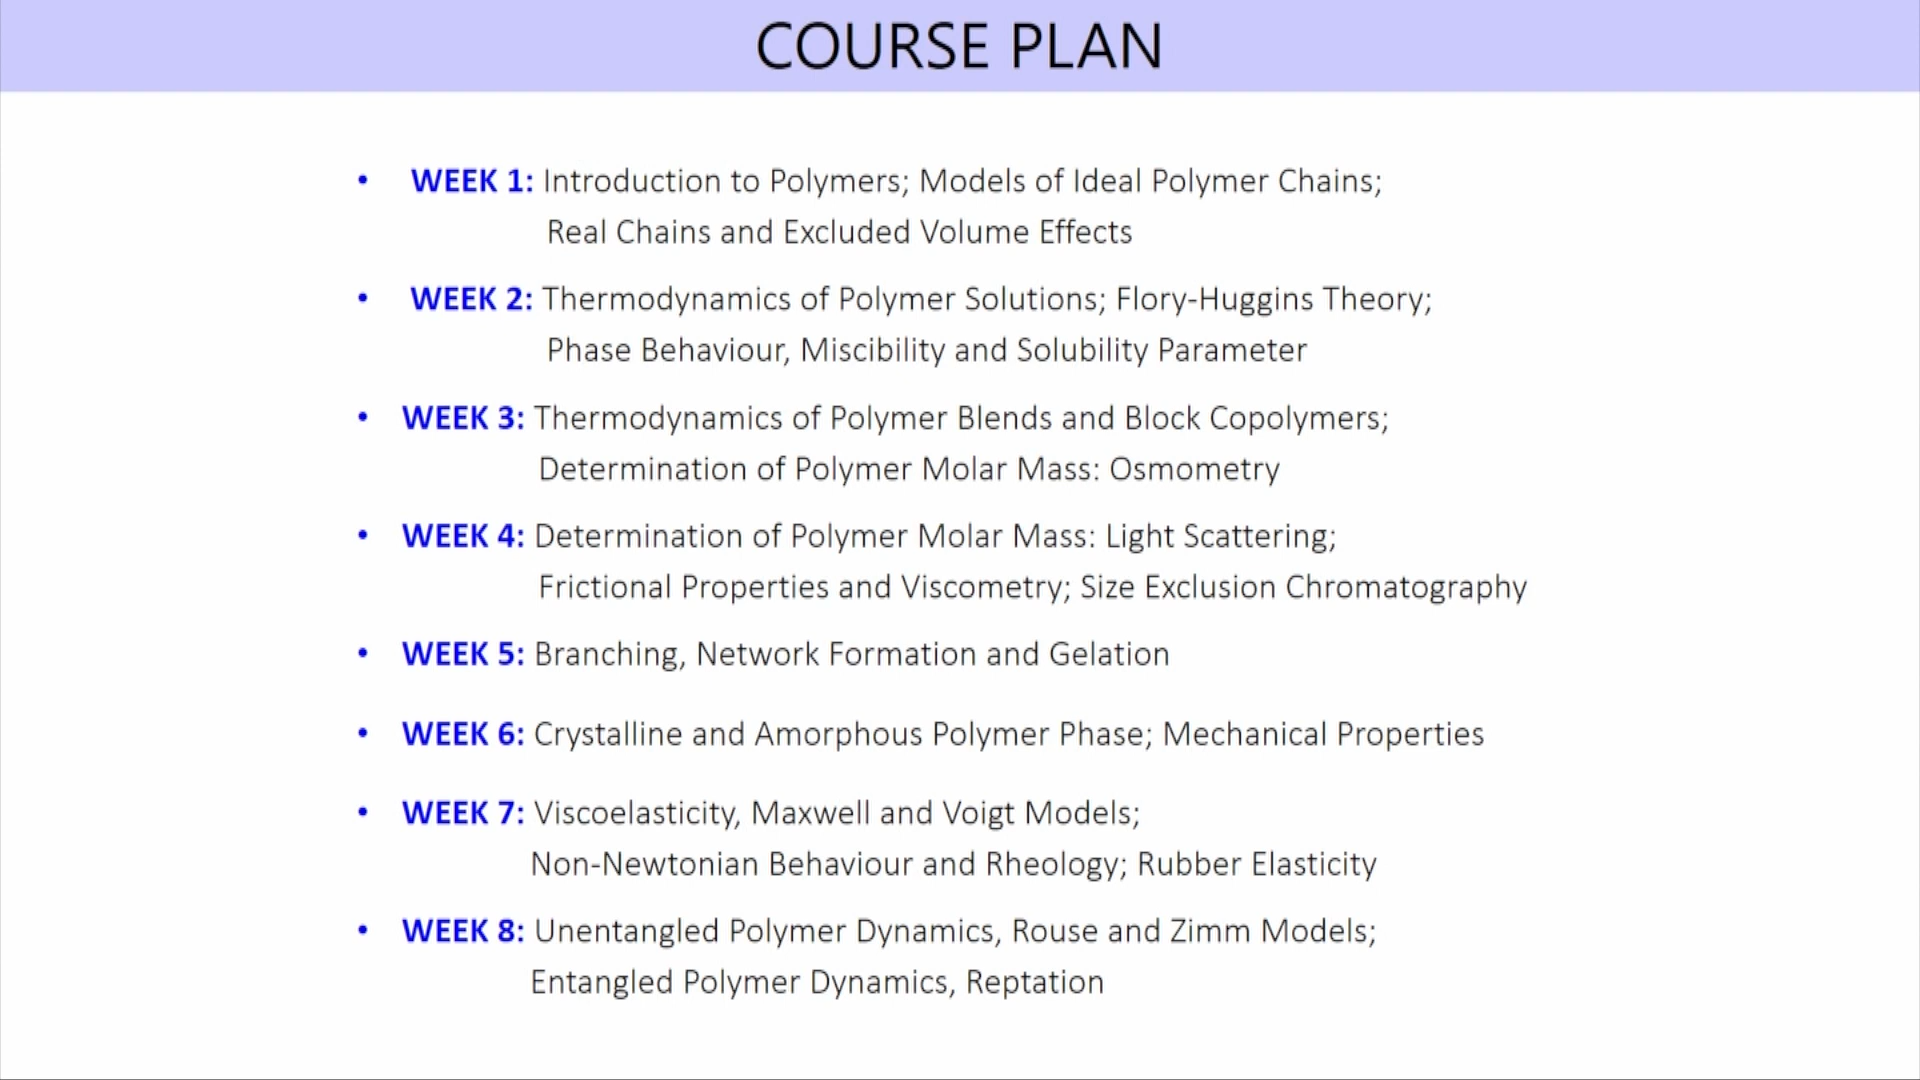 COURSE PLAN
• WEEK 1: Introduction to Polymers; Models of Ideal Polymer Chains;
Real Chains and Excluded Volume Effects
• WEEK 2: Thermodynamics of Polymer Solutions; Flory-Huggins Theory;
Phase Behaviour, Miscibility and Solubility Parameter
• WEEK 3: Thermodynamics of Polymer Blends and Block Copolymers;
Determination of Polymer Molar Mass: Osmometry
• WEEK 4: Determination of Polymer Molar Mass: Light Scattering;
Frictional Properties and Viscometry; Size Exclusion Chromatography
• WEEK 5: Branching, Network Formation and Gelation
• WEEK 6: Crystalline and Amorphous Polymer Phase; Mechanical Properties
• WEEK 7: Viscoelasticity, Maxwell and Voigt Models;
Non-Newtonian Behaviour and Rheology; Rubber Elasticity
• WEEK 8: Unentangled Polymer Dynamics, Rouse and Zimm Models;
Entangled Polymer Dynamics, Reptation